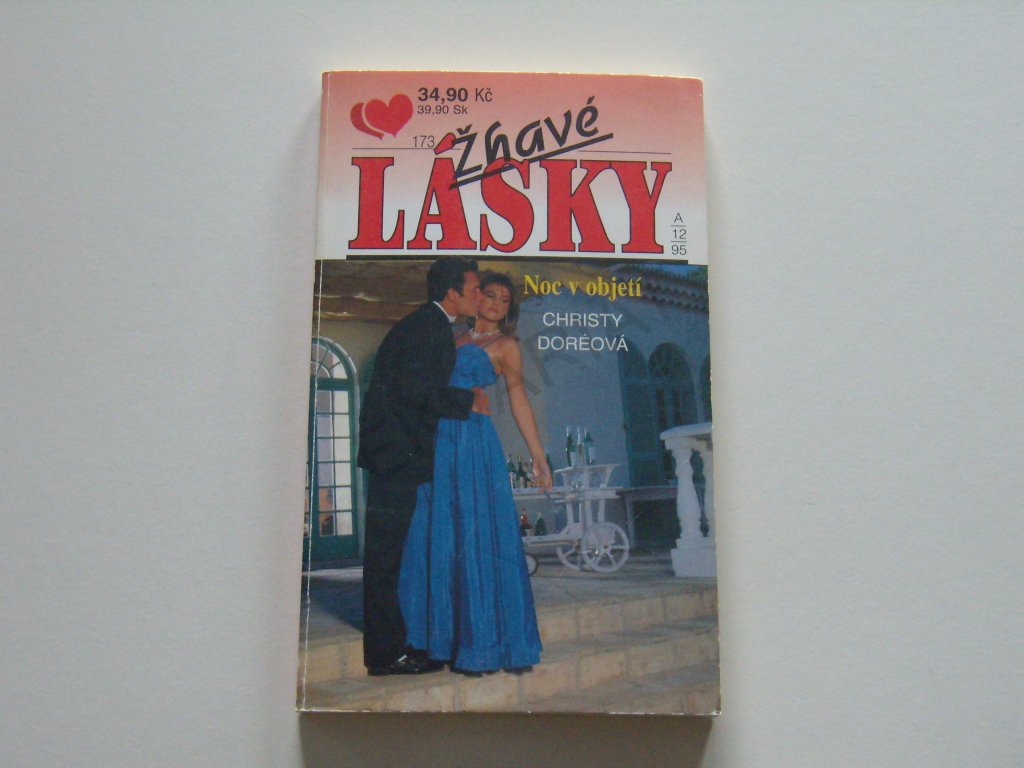 34,90 Kč
39,90 Sk
173
Žhavé
LÁSKY
A
12
95
Noc v objetí
CHRISTY
DORÉOVÁ